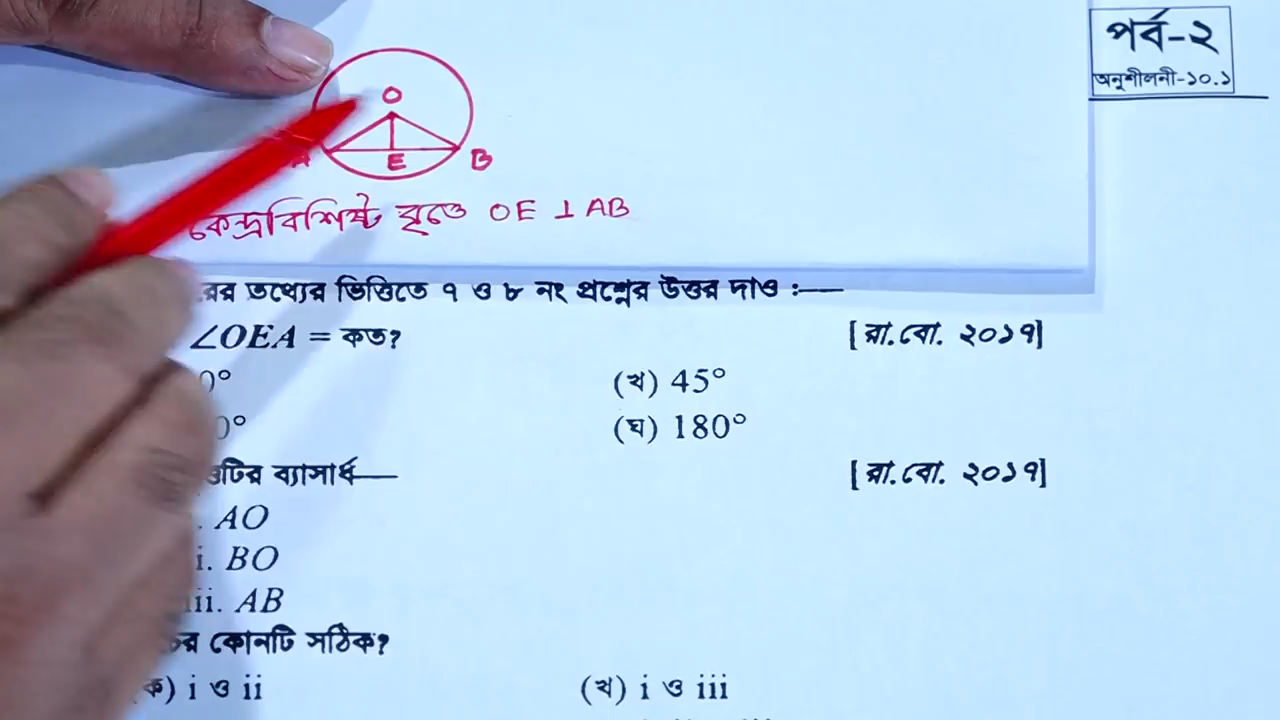 পর্ব-২
অনুশীলনী-১০.১
O
E B
কেন্দ্রবিশিষ্ট বৃত্তে OE ⊥ AB
তথ্যের ভিত্তিতে ৭ ও ৮ নং প্রশ্নের উত্তর দাও :—
∠OEA = কত? [রা.বো. ২০১৭]
(খ) 45°
(ঘ) 180°
ব্যাসার্ধ— [রা.বো. ২০১৭]
AO
BO
iii. AB
কোনটি সঠিক?
(ক) i ও ii (খ) i ও iii